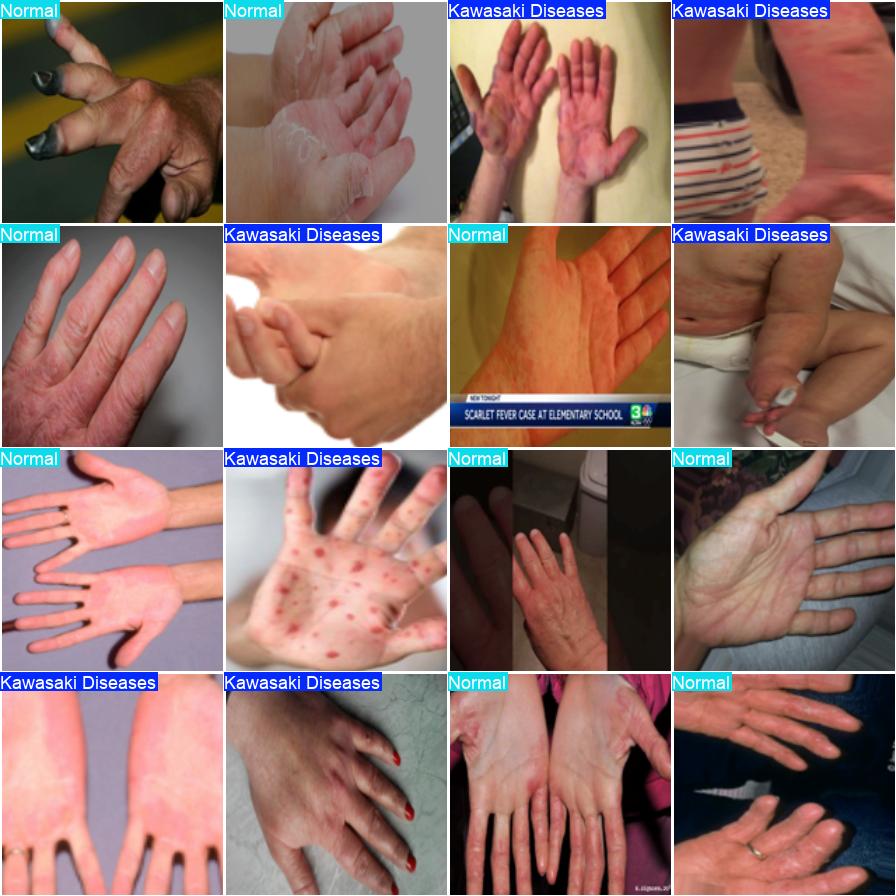 Normal
Normal
Kawasaki Diseases
Kawasaki Diseases
Normal
Kawasaki Diseases
Normal
Kawasaki Diseases
NEW TONIGHT
SCARLET FEVER CASE AT ELEMENTARY SCHOOL
3
Normal
Kawasaki Diseases
Normal
Normal
Kawasaki Diseases
Kawasaki Diseases
Normal
Normal